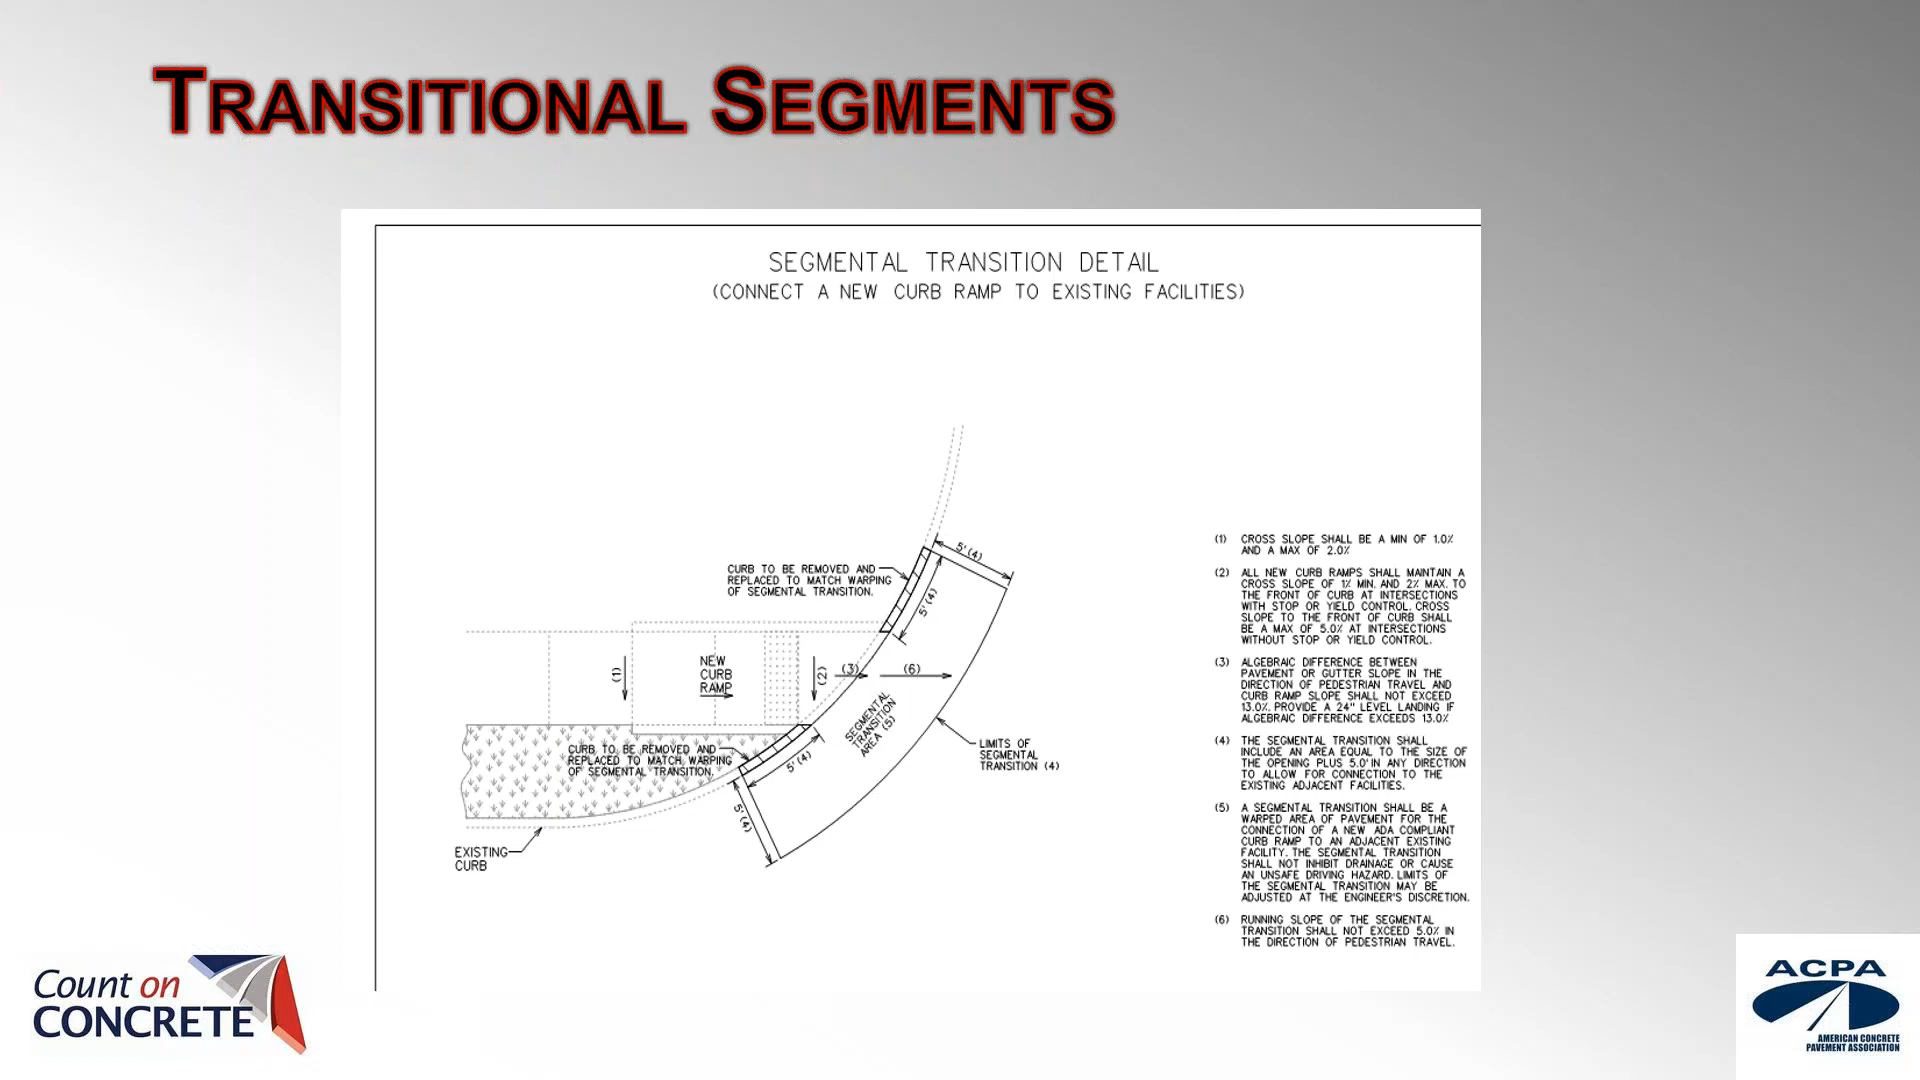 TRANSITIONAL SEGMENTS
SEGMENTAL TRANSITION DETAIL
(CONNECT A NEW CURB RAMP TO EXISTING FACILITIES)
5'(4)
CURB TO BE REMOVED AND
REPLACED TO MATCH WARPING
OF SEGMENTAL TRANSITION.
5'(4)
(1)
NEW
CURB
RAMP
(2)
(3)
(6)
SEGMENTAL
TRANSITION
AREA (5)
CURB TO BE REMOVED AND
REPLACED TO MATCH WARPING
OF SEGMENTAL TRANSITION.
5'(4)
LIMITS OF
SEGMENTAL
TRANSITION (4)
5'(4)
EXISTING
CURB
(1) CROSS SLOPE SHALL BE A MIN OF 1.0%
AND A MAX OF 2.0%
(2) ALL NEW CURB RAMPS SHALL MAINTAIN A
CROSS SLOPE OF 1% MIN. AND 2% MAX. TO
THE FRONT OF CURB AT INTERSECTIONS
WITH STOP OR YIELD CONTROL. CROSS
SLOPE TO THE FRONT OF CURB SHALL
BE A MAX OF 5.0% AT INTERSECTIONS
WITHOUT STOP OR YIELD CONTROL.
(3) ALGEBRAIC DIFFERENCE BETWEEN
PAVEMENT OR GUTTER SLOPE IN THE
DIRECTION OF PEDESTRIAN TRAVEL AND
CURB RAMP SLOPE SHALL NOT EXCEED
13.0%. PROVIDE A 24" LEVEL LANDING IF
ALGEBRAIC DIFFERENCE EXCEEDS 13.0%
(4) THE SEGMENTAL TRANSITION SHALL
INCLUDE AN AREA EQUAL TO THE SIZE OF
THE OPENING PLUS 5.0' IN ANY DIRECTION
TO ALLOW FOR CONNECTION TO THE
EXISTING ADJACENT FACILITIES.
(5) A SEGMENTAL TRANSITION SHALL BE A
WARPED AREA OF PAVEMENT FOR THE
CONNECTION OF A NEW ADA COMPLIANT
CURB RAMP TO AN ADJACENT EXISTING
FACILITY. THE SEGMENTAL TRANSITION
SHALL NOT INHIBIT DRAINAGE OR CAUSE
AN UNSAFE DRIVING HAZARD. LIMITS OF
THE SEGMENTAL TRANSITION MAY BE
ADJUSTED AT THE ENGINEER'S DISCRETION.
(6) RUNNING SLOPE OF THE SEGMENTAL
TRANSITION SHALL NOT EXCEED 5.0% IN
THE DIRECTION OF PEDESTRIAN TRAVEL.
Count on
CONCRETE
ACPA
AMERICAN CONCRETE
PAVEMENT ASSOCIATION